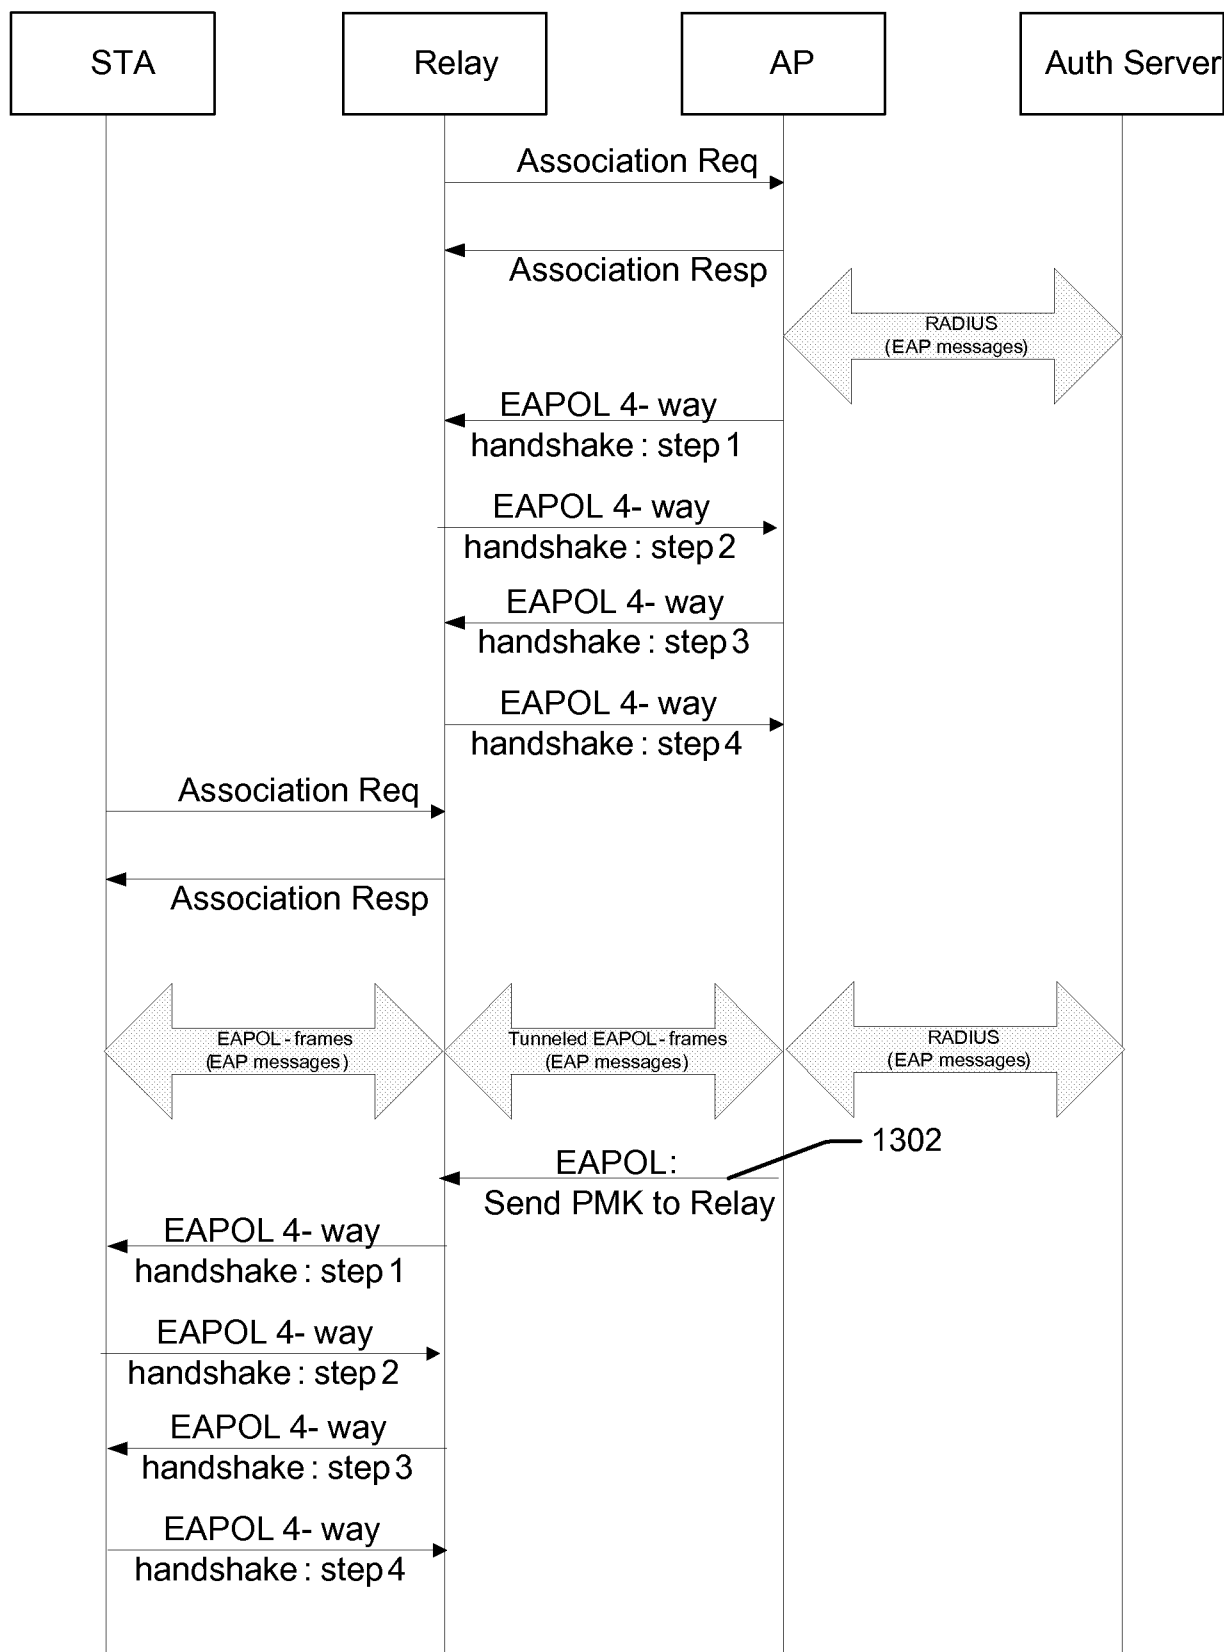 STA
Relay
AP
Auth Server
Association Req
Association Resp
RADIUS
(EAP messages)
EAPOL 4- way
handshake : step 1
EAPOL 4- way
handshake : step 2
EAPOL 4- way
handshake : step 3
EAPOL 4- way
handshake : step 4
Association Req
Association Resp
EAPOL - frames
(EAP messages )
Tunneled EAPOL - frames
(EAP messages)
RADIUS
(EAP messages)
1302
EAPOL :
Send PMK to Relay
EAPOL 4- way
handshake : step 1
EAPOL 4- way
handshake : step 2
EAPOL 4- way
handshake : step 3
EAPOL 4- way
handshake : step 4